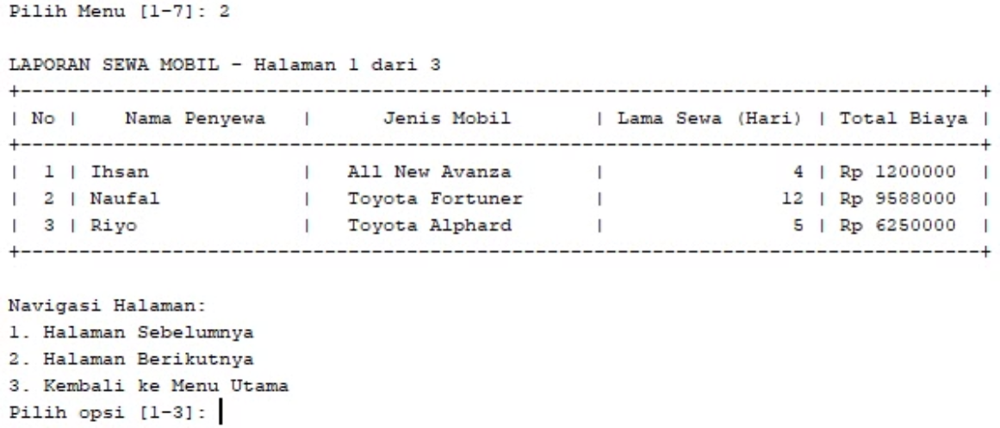 Pilih Menu [1-7]: 2
LAPORAN SEWA MOBIL - Halaman 1 dari 3
+----------------------------------------------------------------------------------+
| No |    Nama Penyewa   |      Jenis Mobil       | Lama Sewa (Hari) | Total Biaya |
+----------------------------------------------------------------------------------+
|  1 | Ihsan             |   All New Avanza       |                4 | Rp 1200000  |
|  2 | Naufal            |   Toyota Fortuner      |               12 | Rp 9588000  |
|  3 | Riyo              |   Toyota Alphard       |                5 | Rp 6250000  |
+----------------------------------------------------------------------------------+
Navigasi Halaman:
1. Halaman Sebelumnya
2. Halaman Berikutnya
3. Kembali ke Menu Utama
Pilih opsi [1-3]: